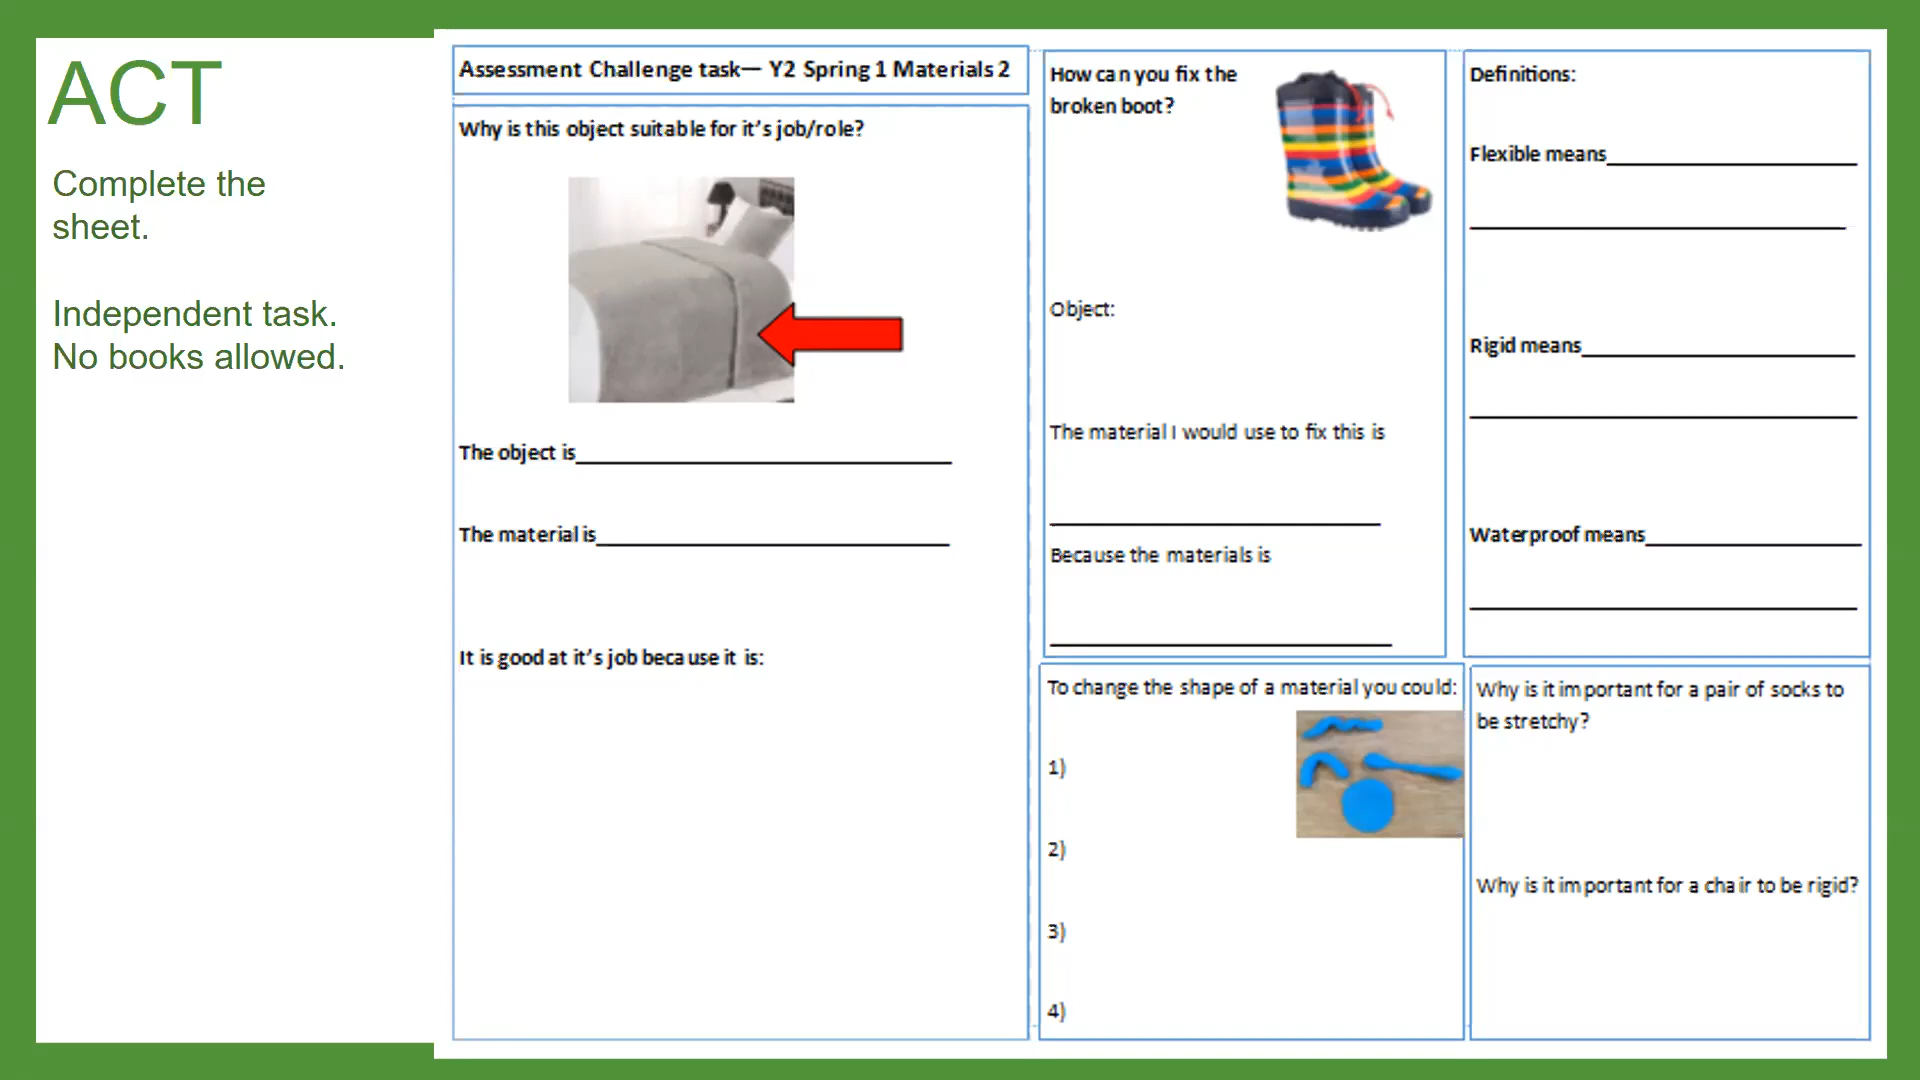 ACT
Complete the
sheet.
Independent task.
No books allowed.
Assessment Challenge task— Y2 Spring 1 Materials 2
Why is this object suitable for it's job/role?
The object is
The material is
It is good at it's job because it is:
How can you fix the
broken boot?
Object:
The material I would use to fix this is
Because the materials is
Definitions:
Flexible means
Rigid means
Waterproof means
To change the shape of a material you could:
1)
2)
3)
4)
Why is it important for a pair of socks to
be stretchy?
Why is it important for a chair to be rigid?